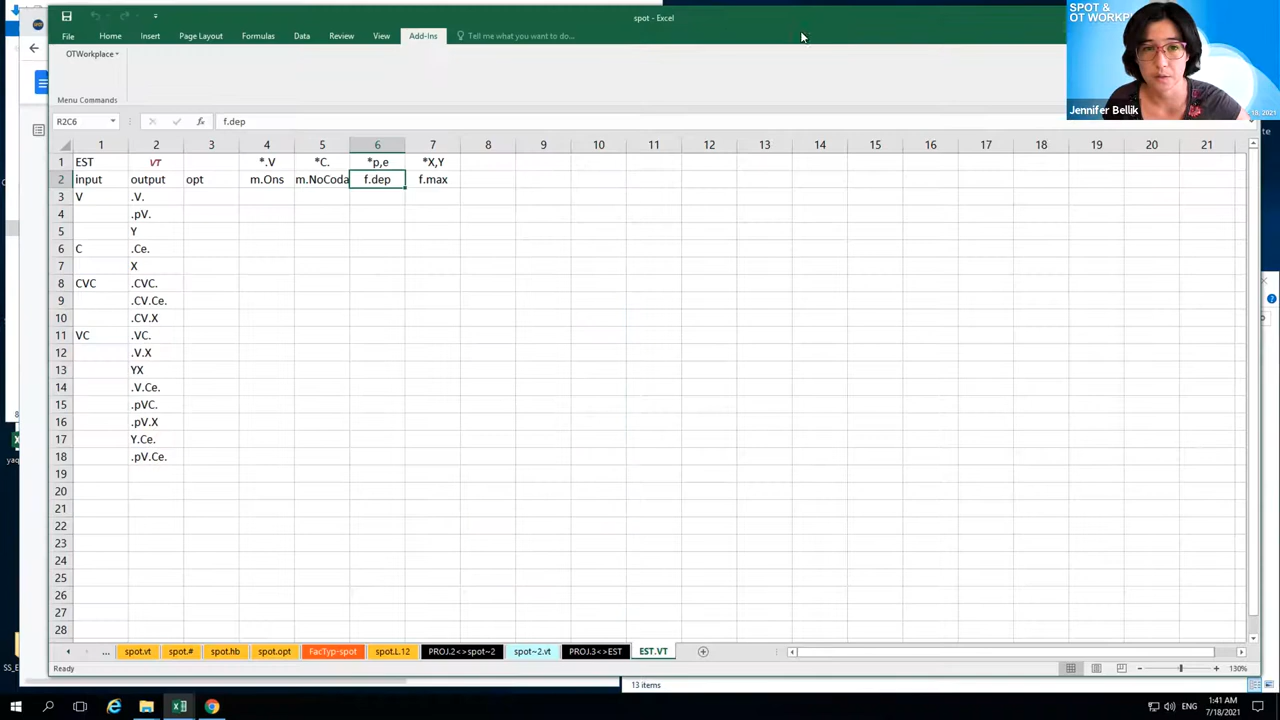 spot - Excel
SPOT &
OT WORKPL
File Home Insert Page Layout Formulas Data Review View Add-Ins Tell me what you want to do...
OTWorkplace
Menu Commands
Jennifer Bellik
18, 2021
R2C6 fx f.dep
1 2 3 4 5 6 7 8 9 10 11 12 13 14 15 16 17 18 19 20 21
1 EST VT *.V *C. *p,e *X,Y
2 input output opt m.Ons m.NoCoda f.dep f.max
3 V .V.
4 .pV.
5 Y
6 C .Ce.
7 X
8 CVC .CVC.
9 .CV.Ce.
10 .CV.X
11 VC .VC.
12 .V.X
13 YX
14 .V.Ce.
15 .pVC.
16 .pV.X
17 Y.Ce.
18 .pV.Ce.
19
20
21
22
23
24
25
26
27
28
... spot.vt spot.# spot.hb spot.opt FacTyp-spot spot.L.12 PROJ.2<>spot~2 spot~2.vt PROJ.3<>EST EST.VT
Ready 130%
13 items
SS_E
yaq
ENG 1:41 AM
7/18/2021